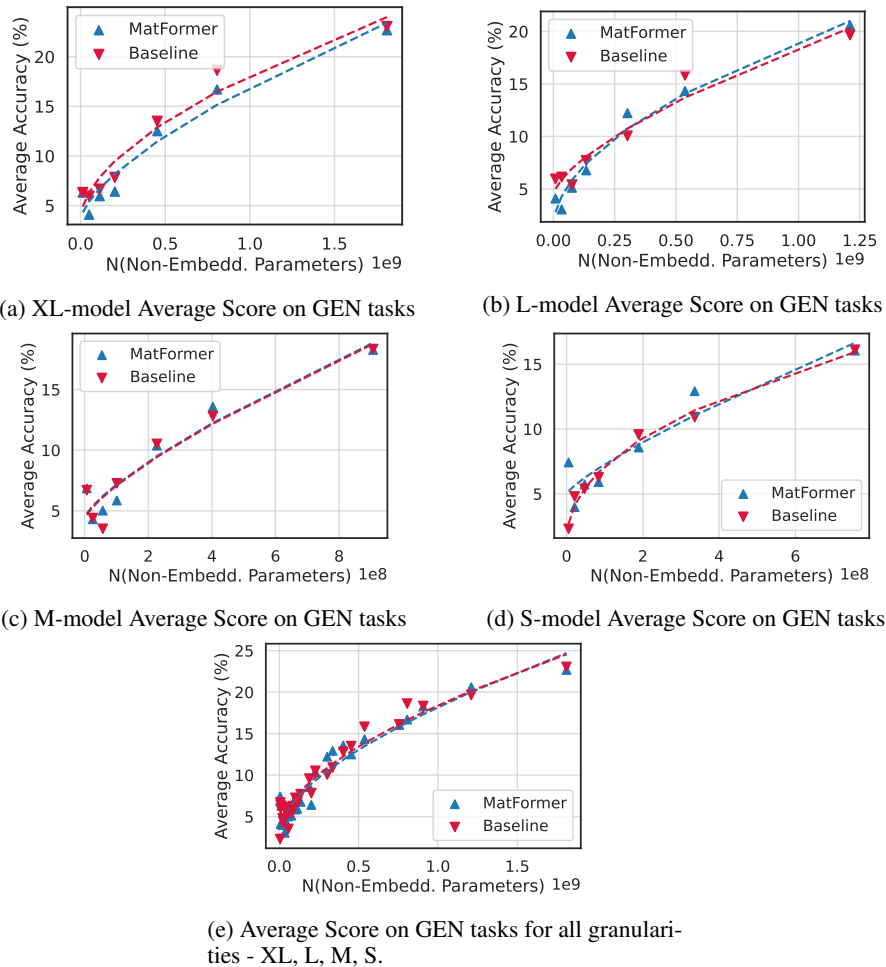 Average Accuracy (%)
20
15
10
5
MatFormer
Baseline
0.0 0.5 1.0 1.5
N(Non-Embedd. Parameters) 1e9
(a) XL-model Average Score on GEN tasks
Average Accuracy (%)
20
15
10
5
MatFormer
Baseline
0.00 0.25 0.50 0.75 1.00 1.25
N(Non-Embedd. Parameters) 1e9
(b) L-model Average Score on GEN tasks
Average Accuracy (%)
15
10
5
MatFormer
Baseline
0 2 4 6 8
N(Non-Embedd. Parameters) 1e8
(c) M-model Average Score on GEN tasks
Average Accuracy (%)
15
10
5
MatFormer
Baseline
0 2 4 6
N(Non-Embedd. Parameters) 1e8
(d) S-model Average Score on GEN tasks
Average Accuracy (%)
25
20
15
10
5
MatFormer
Baseline
0.0 0.5 1.0 1.5
N(Non-Embedd. Parameters) 1e9
(e) Average Score on GEN tasks for all granulari-
ties - XL, L, M, S.